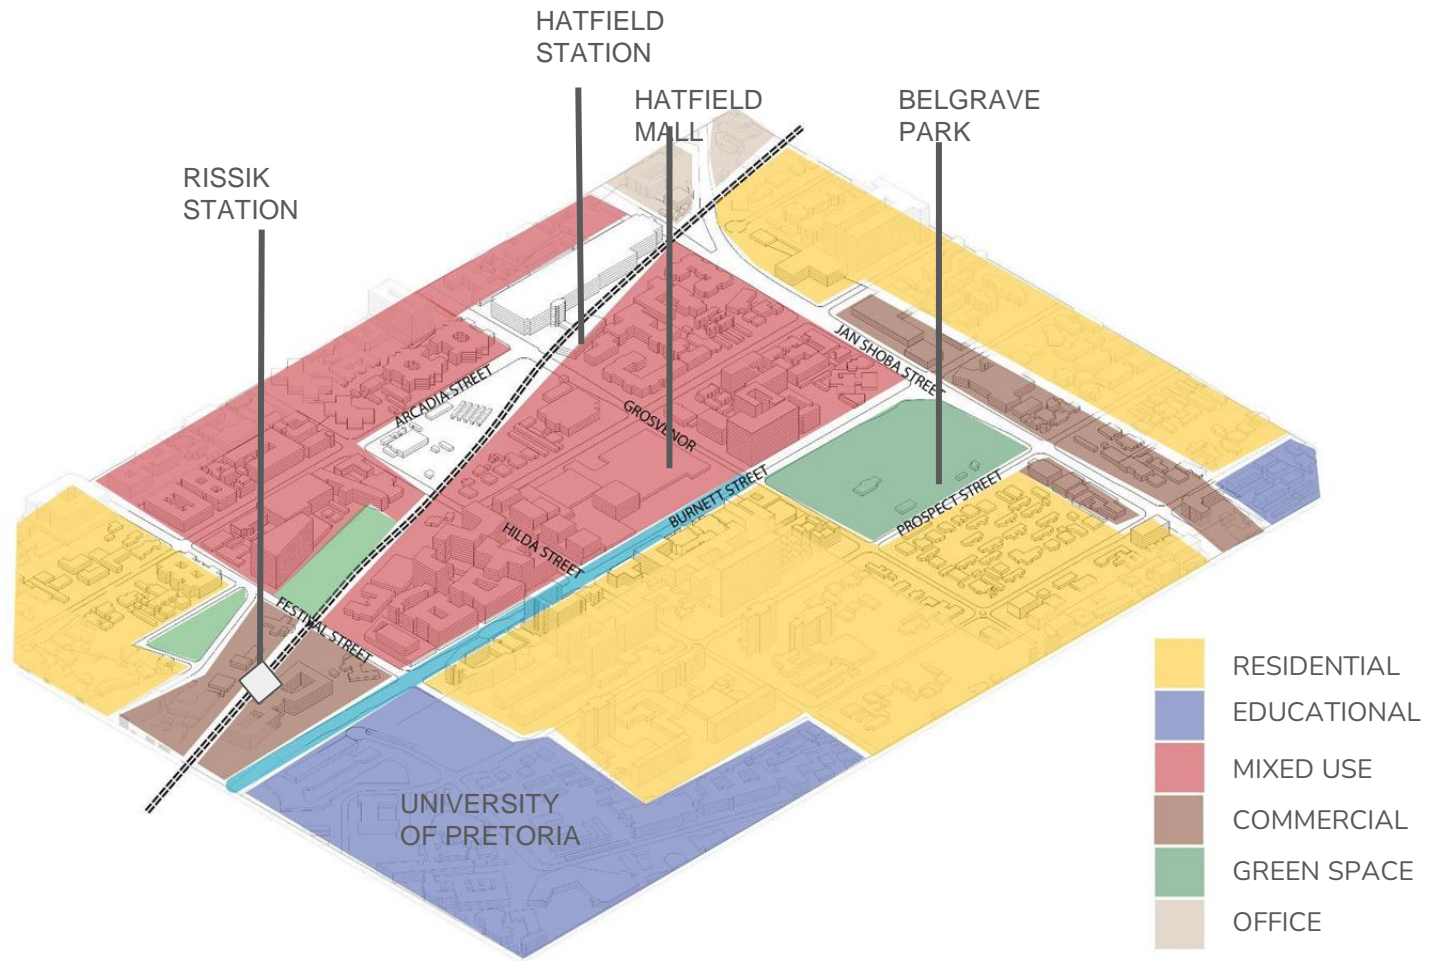 HATFIELD
STATION
HATFIELD
MALL
BELGRAVE
PARK
RISSIK
STATION
JAN SHOBA STREET
ARCADIA STREET
GROSVENOR
BURNETT STREET
PROSPECT STREET
HILDA STREET
FESTIVAL STREET
UNIVERSITY
OF PRETORIA
RESIDENTIAL
EDUCATIONAL
MIXED USE
COMMERCIAL
GREEN SPACE
OFFICE